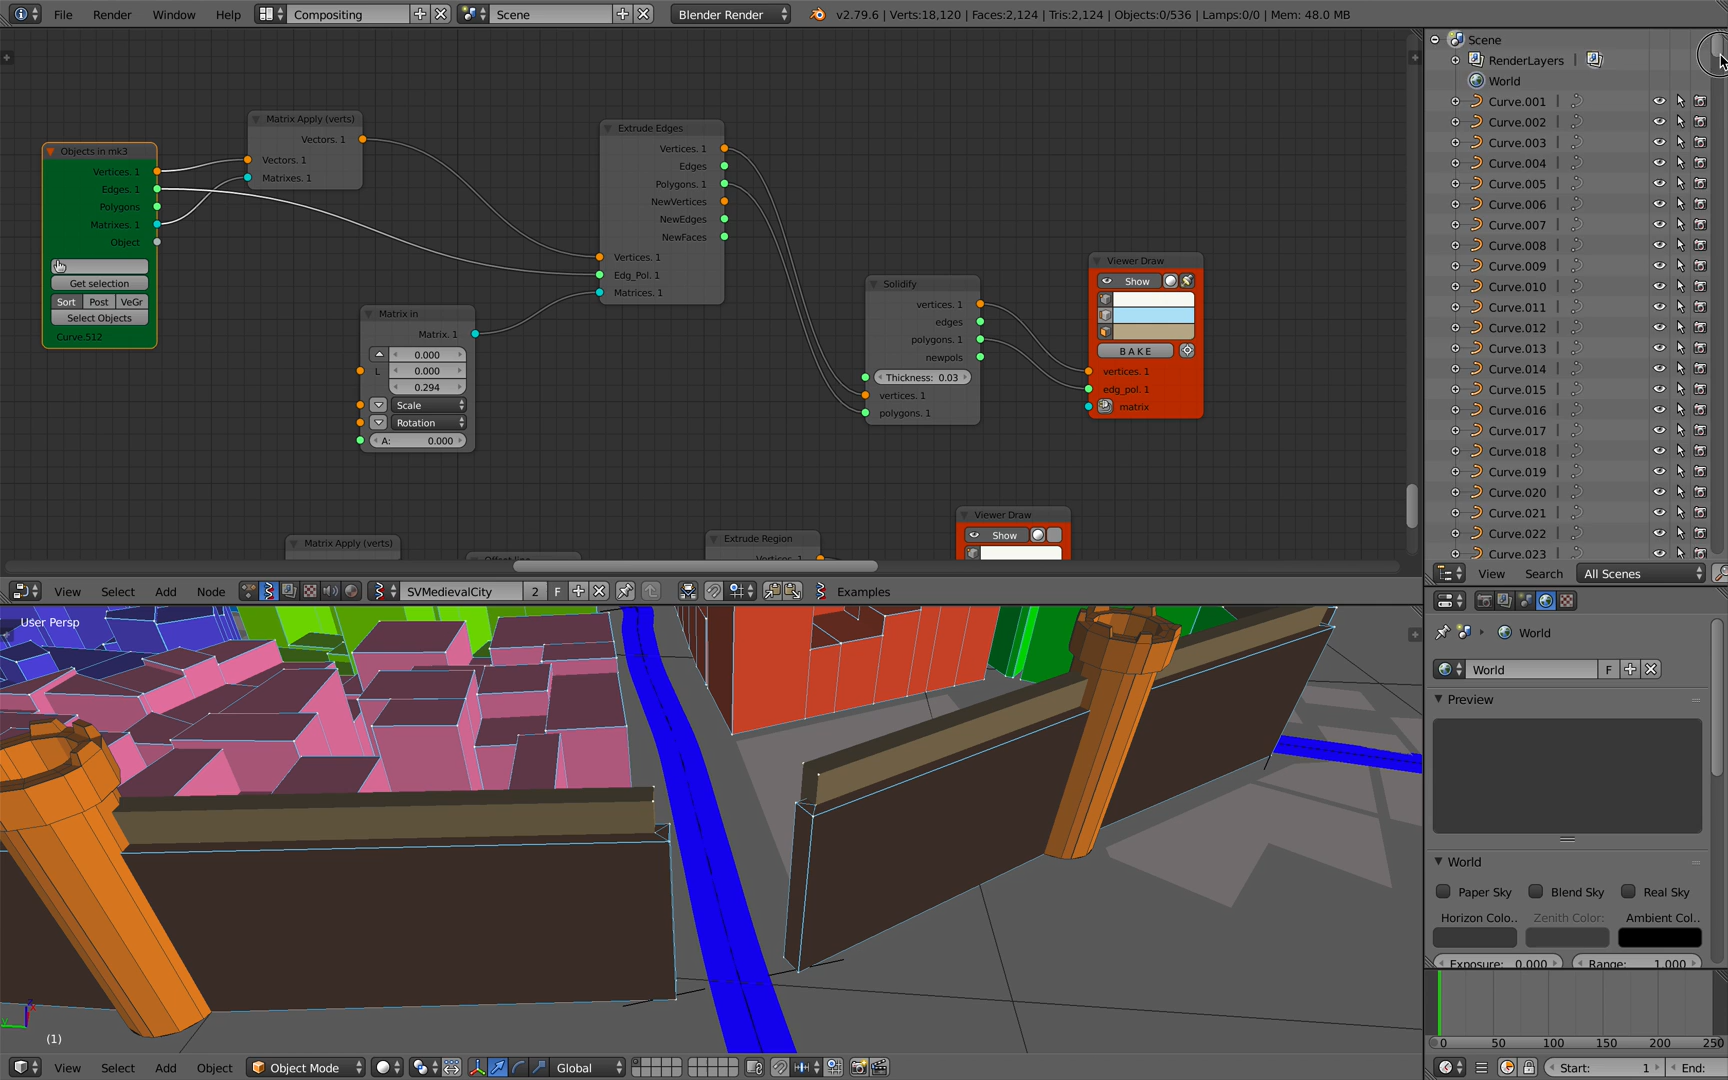 File Render Window Help Compositing Scene Blender Render v2.79.6 | Verts:18,120 | Faces:2,124 | Tris:2,124 | Objects:0/536 | Lamps:0/0 | Mem: 48.0 MB
Objects in mk3
Vertices. 1
Edges. 1
Polygons
Matrixes. 1
Object
Get selection
Sort Post VeGr
Select Objects
Curve.512
Matrix Apply (verts)
Vectors. 1
Vectors. 1
Matrixes. 1
Matrix in
Matrix. 1
0.000
L 0.000
0.294
Scale
Rotation
A: 0.000
Extrude Edges
Vertices. 1
Edges
Polygons. 1
NewVertices
NewEdges
NewFaces
Vertices. 1
Edg_Pol. 1
Matrices. 1
Solidify
vertices. 1
edges
polygons. 1
newpols
Thickness: 0.03
vertices. 1
polygons. 1
Viewer Draw
Show
BAKE
vertices. 1
edg_pol. 1
matrix
Matrix Apply (verts)
Offset line
Extrude Region
Vertices. 1
Viewer Draw
Show
View Select Add Node SVMedievalCity 2 F Examples
User Persp
(1)
View Select Add Object Object Mode Global
Scene
RenderLayers |
World
Curve.001 |
Curve.002 |
Curve.003 |
Curve.004 |
Curve.005 |
Curve.006 |
Curve.007 |
Curve.008 |
Curve.009 |
Curve.010 |
Curve.011 |
Curve.012 |
Curve.013 |
Curve.014 |
Curve.015 |
Curve.016 |
Curve.017 |
Curve.018 |
Curve.019 |
Curve.020 |
Curve.021 |
Curve.022 |
Curve.023 |
View Search All Scenes
World
World F
Preview
World
Paper Sky Blend Sky Real Sky
Horizon Colo.. Zenith Color: Ambient Col..
Exposure: 0.000 Range: 1.000
0 50 100 150 200 250
Start: 1 End: